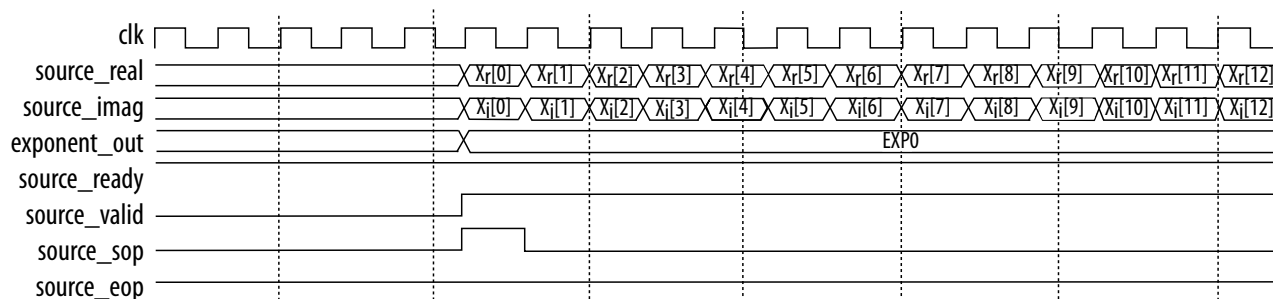 clk
source_real Xr[0] Xr[1] Xr[2] Xr[3] Xr[4] Xr[5] Xr[6] Xr[7] Xr[8] Xr[9] Xr[10] Xr[11] Xr[12]
source_imag Xi[0] Xi[1] Xi[2] Xi[3] Xi[4] Xi[5] Xi[6] Xi[7] Xi[8] Xi[9] Xi[10] Xi[11] Xi[12]
exponent_out EXP0
source_ready
source_valid
source_sop
source_eop